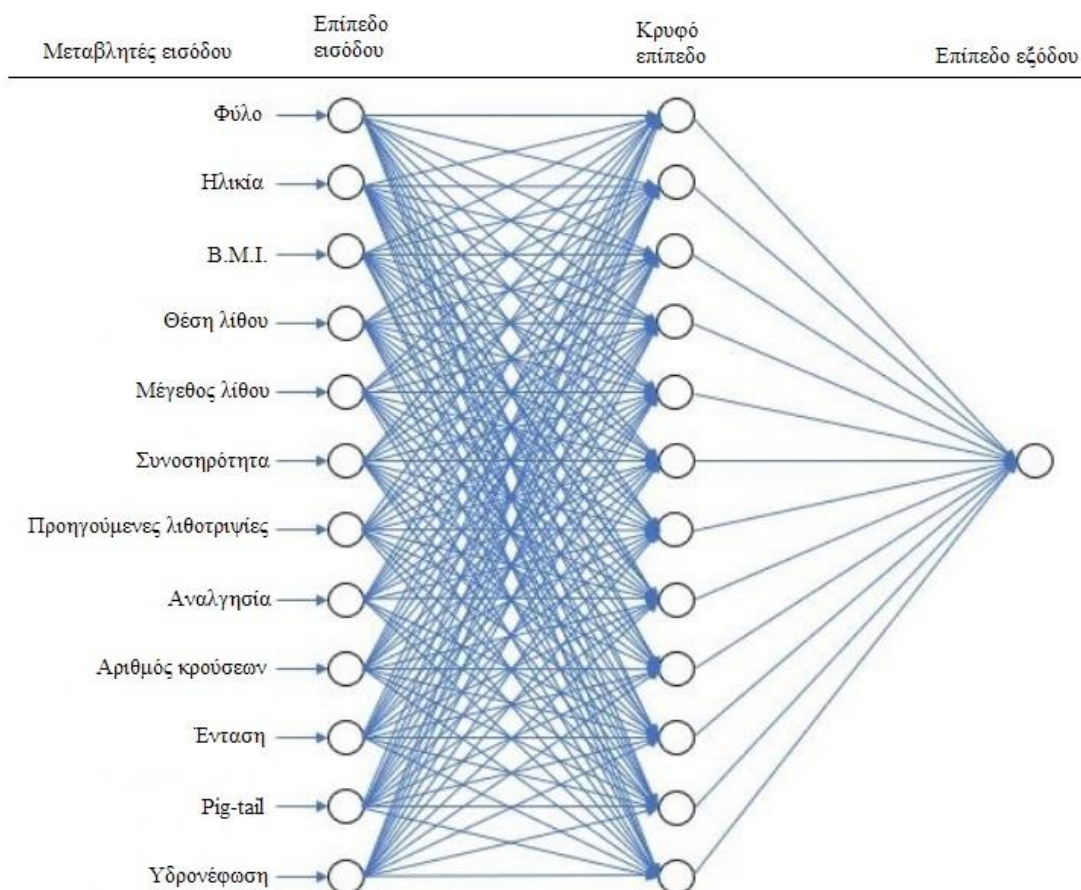 Μεταβλητές εισόδου
Επίπεδο
εισόδου
Κρυφό
επίπεδο
Επίπεδο εξόδου
Φύλο
Ηλικία
B.M.I.
Θέση λίθου
Μέγεθος λίθου
Συνοσηρότητα
Προηγούμενες λιθοτριψίες
Αναλγησία
Αριθμός κρούσεων
Ένταση
Pig-tail
Υδρονέφωση